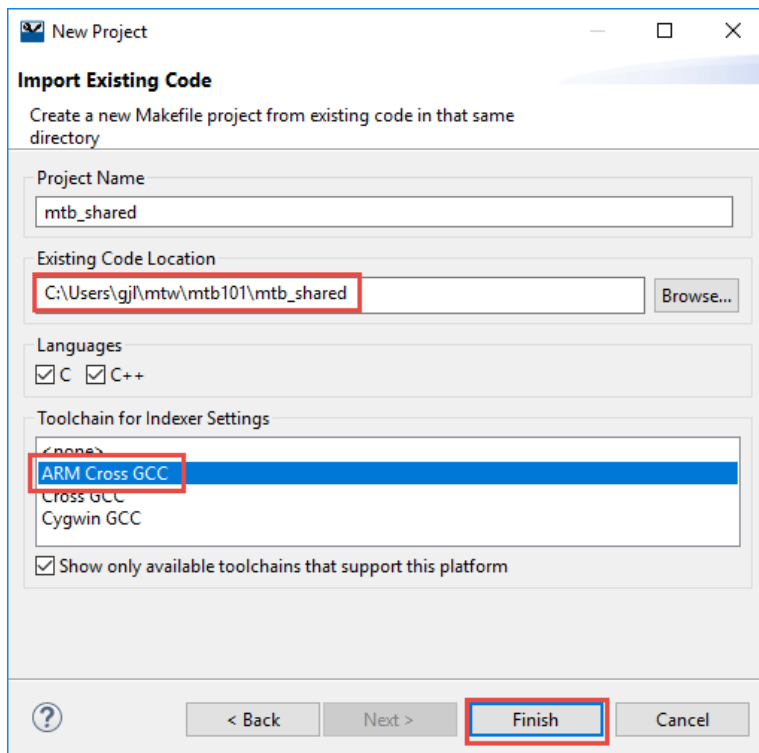 New Project
Import Existing Code
Create a new Makefile project from existing code in that same
directory
Project Name
mtb_shared
Existing Code Location
C:\Users\gjl\mtw\mtb101\mtb_shared
Browse...
Languages
C C++
Toolchain for Indexer Settings
<none>
ARM Cross GCC
Cross GCC
Cygwin GCC
Show only available toolchains that support this platform
? < Back Next > Finish Cancel